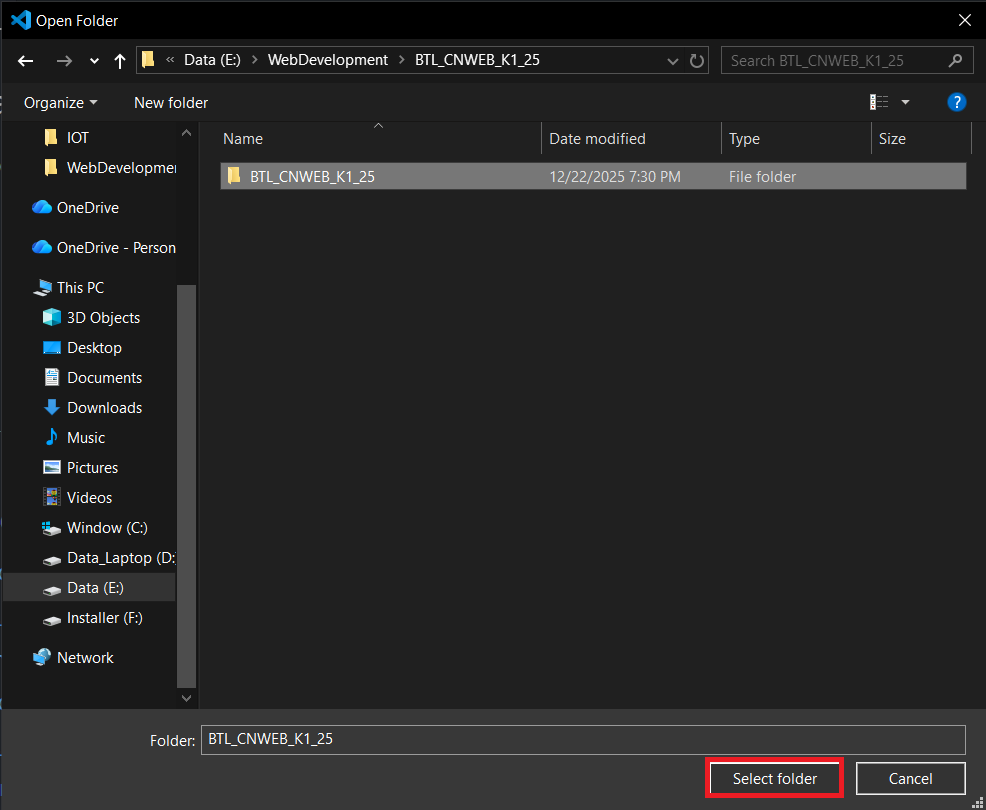 Open Folder
« Data (E:) > WebDevelopment > BTL_CNWEB_K1_25
Search BTL_CNWEB_K1_25
Organize
New folder
?
IOT
WebDevelopmer
OneDrive
OneDrive - Person
This PC
3D Objects
Desktop
Documents
Downloads
Music
Pictures
Videos
Window (C:)
Data_Laptop (D:
Data (E:)
Installer (F:)
Network
Name
Date modified
Type
Size
BTL_CNWEB_K1_25
12/22/2025 7:30 PM
File folder
Folder:
BTL_CNWEB_K1_25
Select folder
Cancel